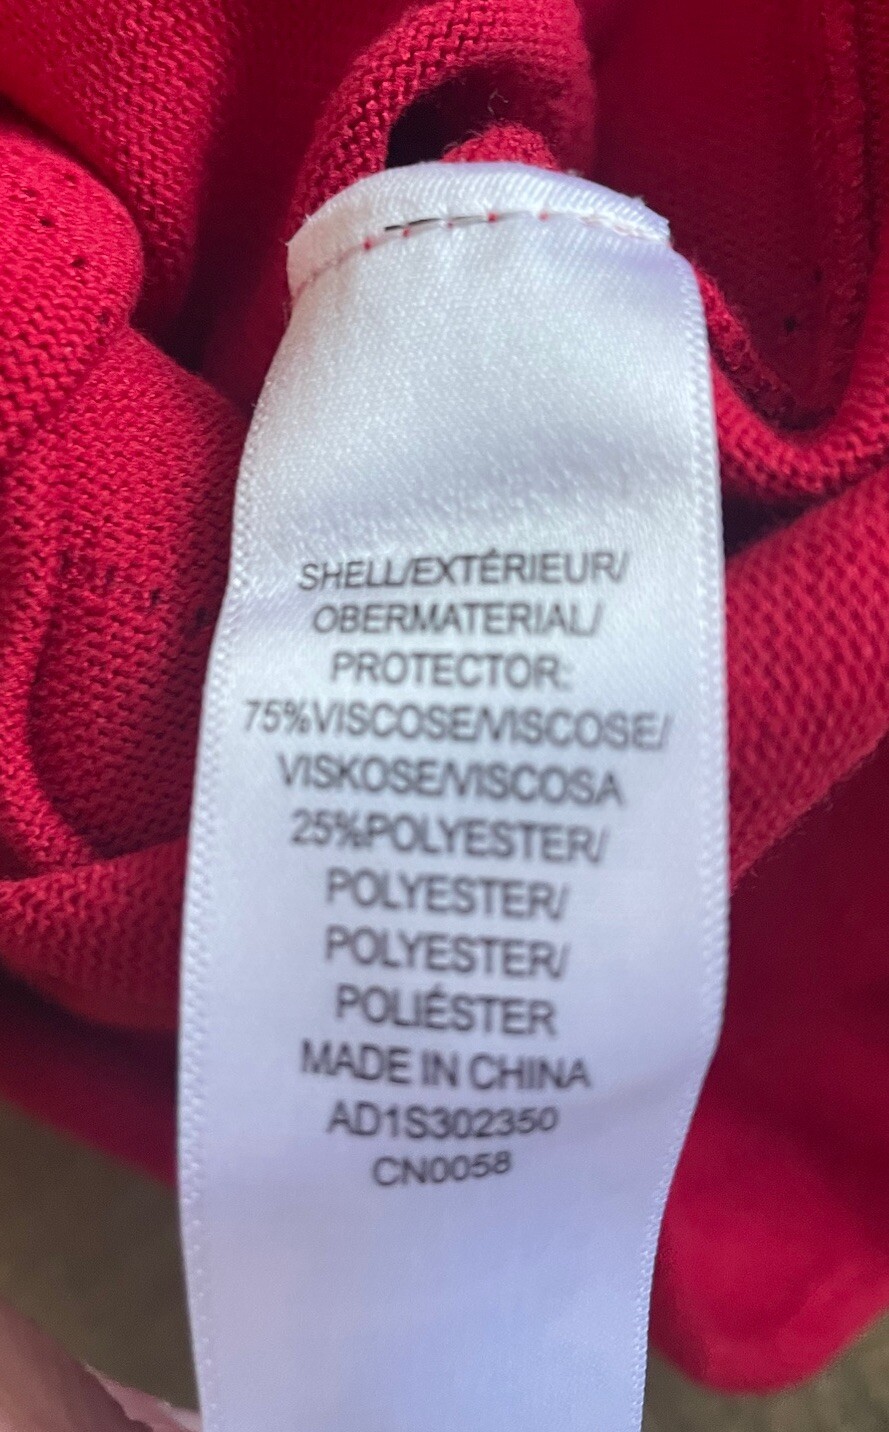 SHELL/EXTÉRIEUR/
OBERMATERIAL/
PROTECTOR:
75%VISCOSE/VISCOSE/
VISKOSE/VISCOSA
25%POLYESTER/
POLYESTER/
POLYESTER/
POLIÉSTER
MADE IN CHINA
AD1S302350
CN0058